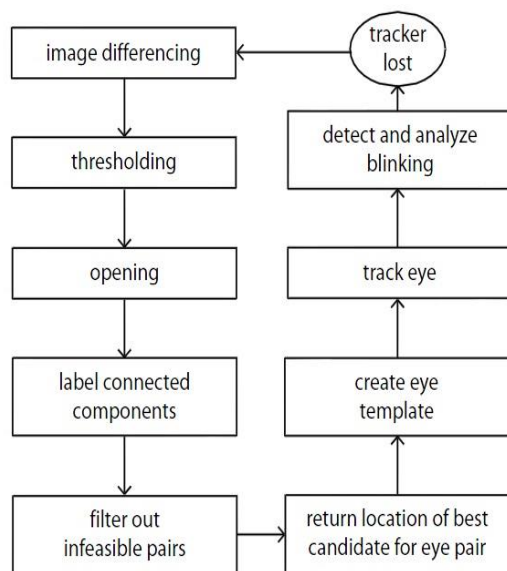 image differencing
thresholding
opening
label connected
components
filter out
infeasible pairs
return location of best
candidate for eye pair
create eye
template
track eye
detect and analyze
blinking
tracker
lost